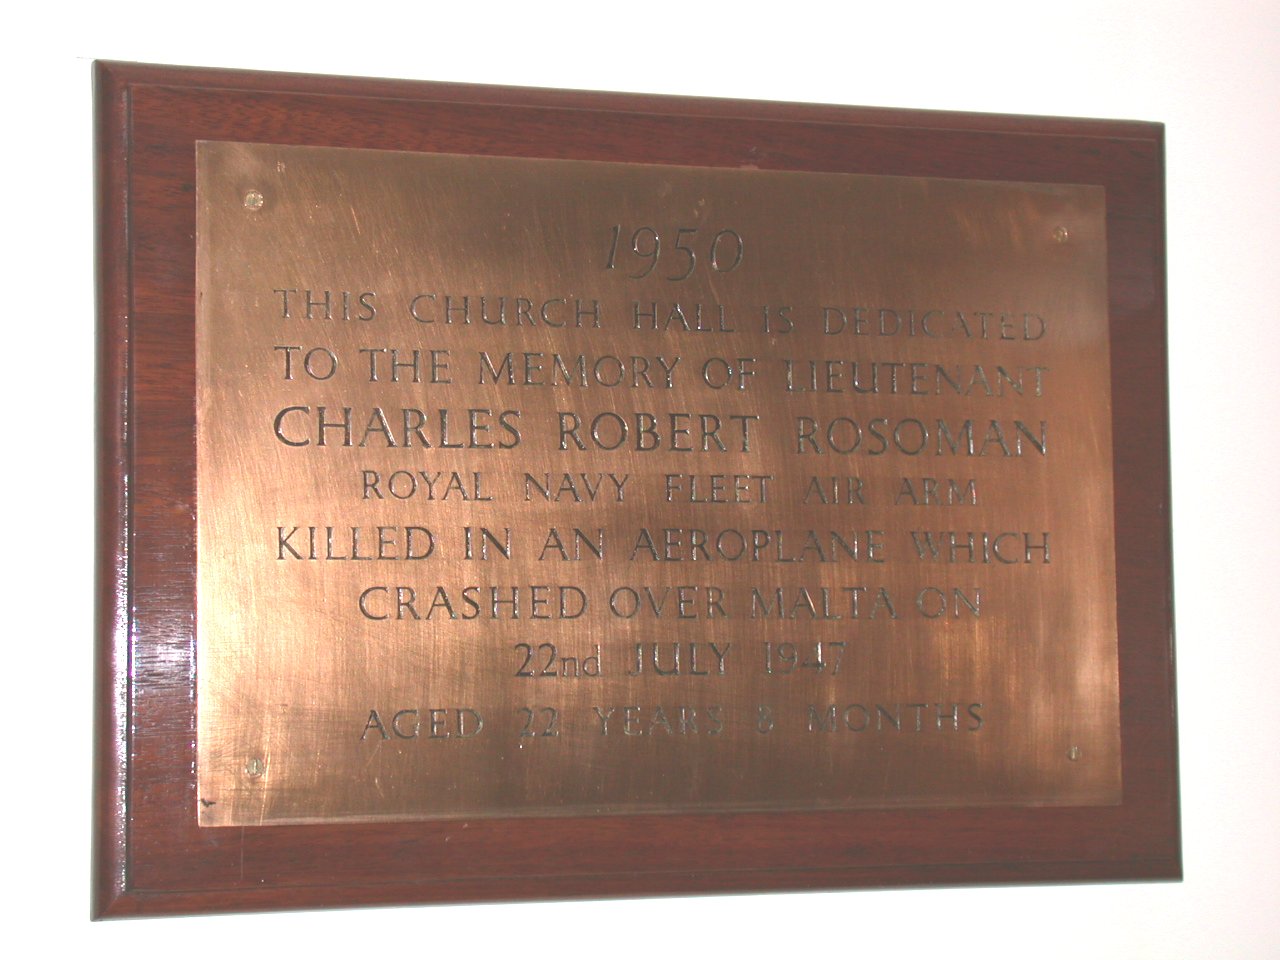 1950
THIS CHURCH HALL IS DEDICATED
TO THE MEMORY OF LIEUTENANT
CHARLES ROBERT ROSOMAN
ROYAL NAVY FLEET AIR ARM
KILLED IN AN AEROPLANE WHICH
CRASHED OVER MALTA ON
22nd JULY 1947
AGED 22 YEARS 8 MONTHS